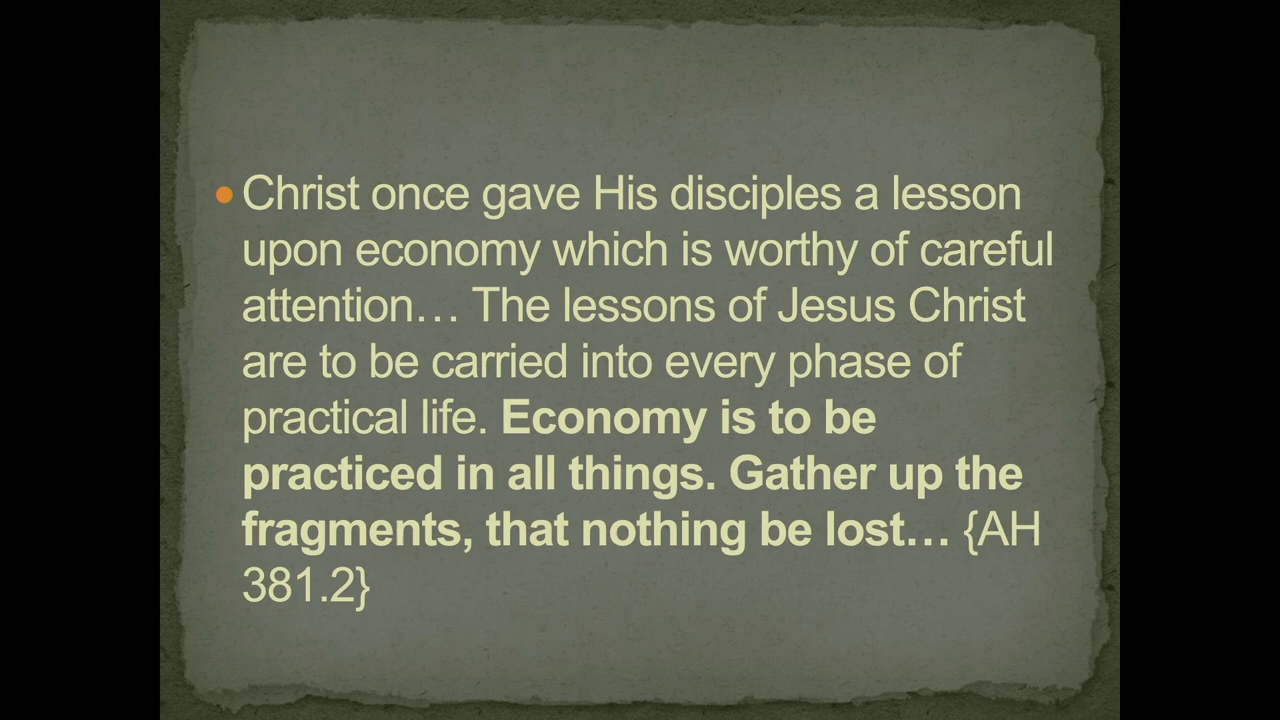 • Christ once gave His disciples a lesson
upon economy which is worthy of careful
attention… The lessons of Jesus Christ
are to be carried into every phase of
practical life. Economy is to be
practiced in all things. Gather up the
fragments, that nothing be lost… {AH
381.2}